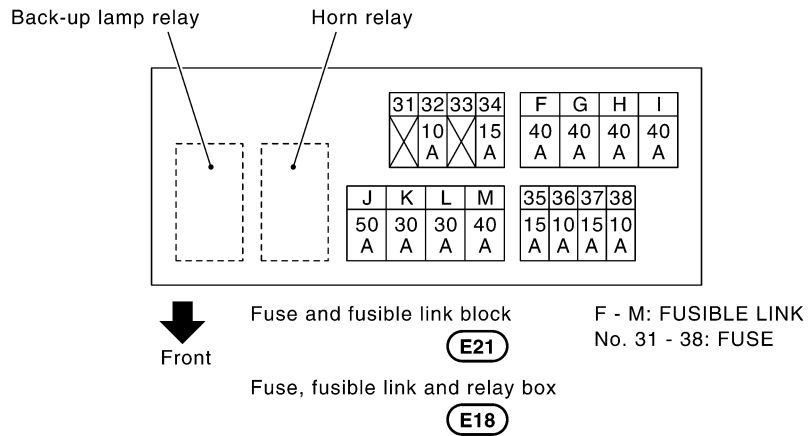 Back-up lamp relay
Horn relay
31 32 33 34
10 A 15 A
F G H I
40 A 40 A 40 A 40 A
J K L M
50 A 30 A 30 A 40 A
35 36 37 38
15 A 10 A 15 A 10 A
Front
Fuse and fusible link block
E21
Fuse, fusible link and relay box
E18
F - M: FUSIBLE LINK
No. 31 - 38: FUSE